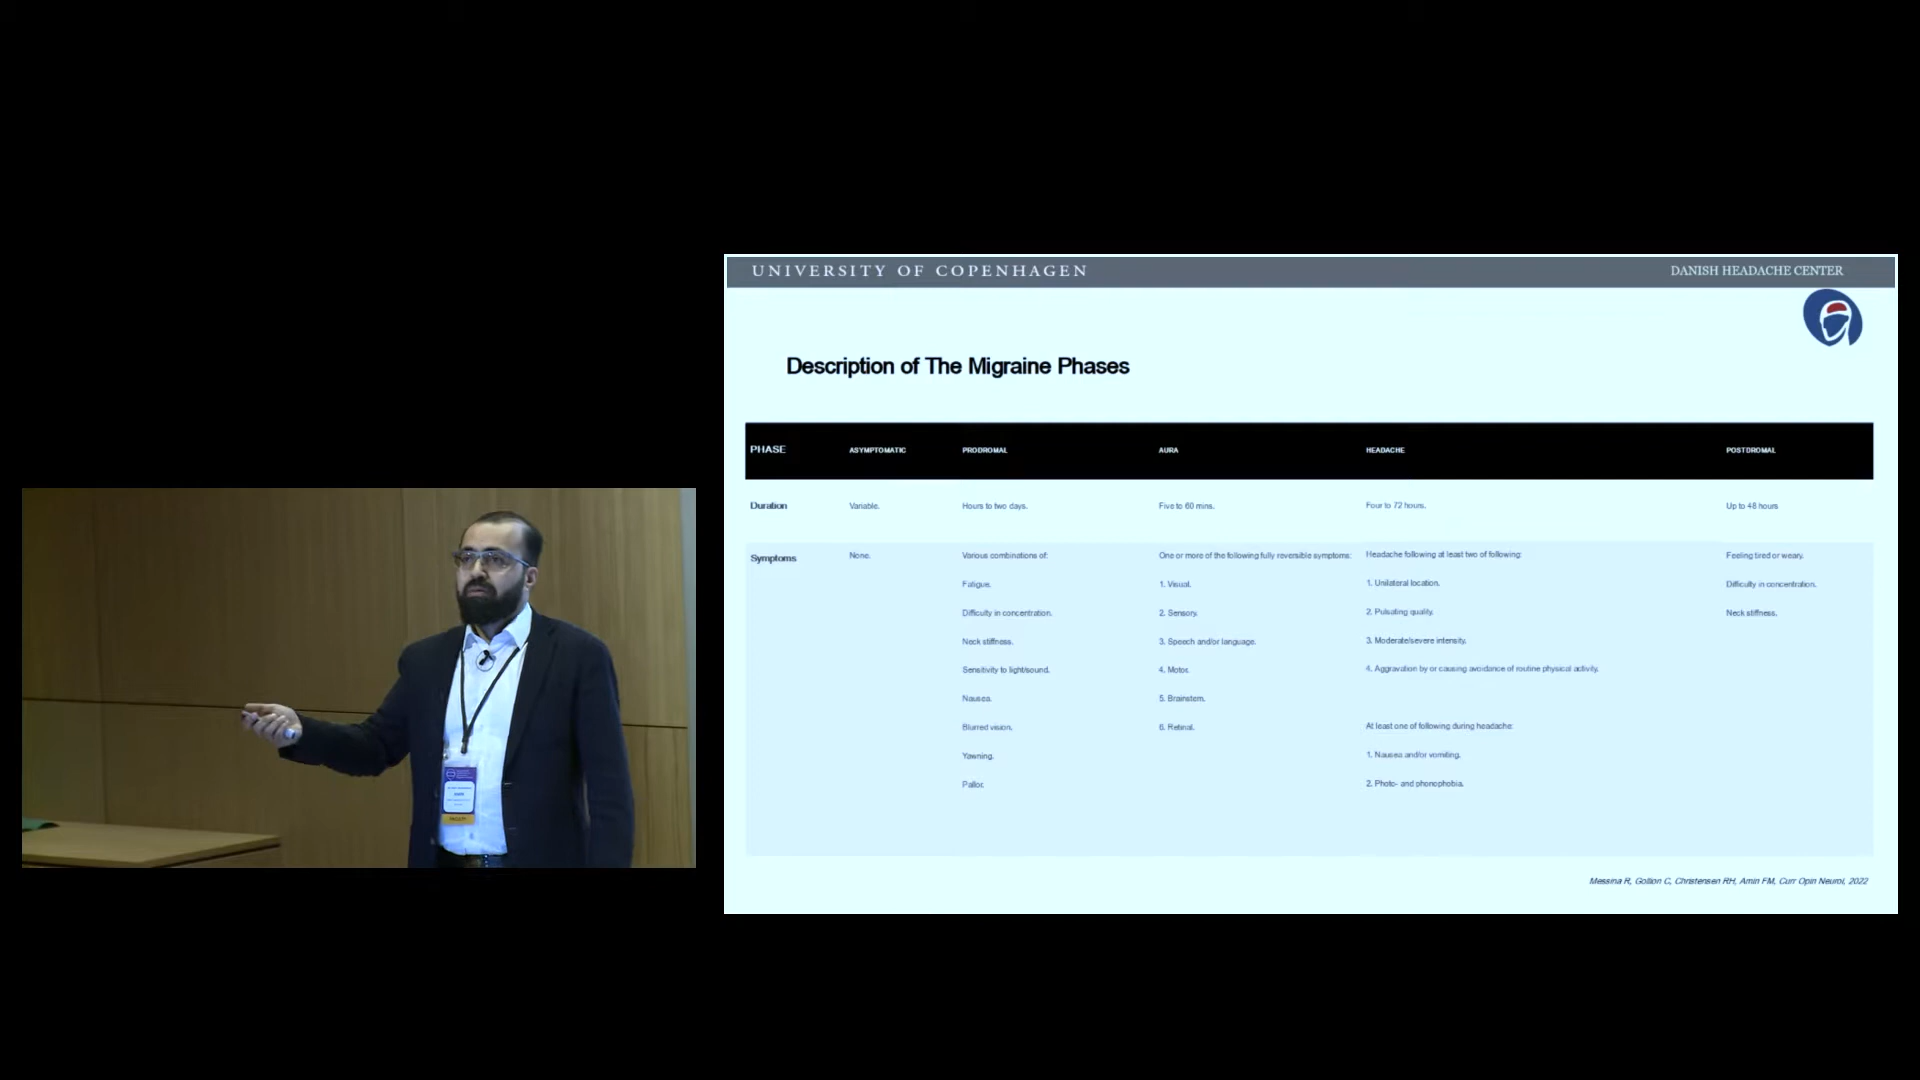 UNIVERSITY OF COPENHAGEN
DANISH HEADACHE CENTER
Description of The Migraine Phases
PHASE
ASYMPTOMATIC
PRODROMAL
AURA
HEADACHE
POSTDROMAL
Duration
Variable.
Hours to two days.
Five to 60 mins.
Four to 72 hours.
Up to 48 hours
Symptoms
None.
Various combinations of:
Fatigue.
Difficulty in concentration.
Neck stiffness.
Sensitivity to light/sound.
Nausea.
Blurred vision.
Yawning.
Pallor.
One or more of the following fully reversible symptoms:
1. Visual.
2. Sensory.
3. Speech and/or language.
4. Motor.
5. Brainstem.
6. Retinal.
Headache following at least two of following:
1. Unilateral location.
2. Pulsating quality.
3. Moderate/severe intensity.
4. Aggravation by or causing avoidance of routine physical activity.
At least one of following during headache:
1. Nausea and/or vomiting.
2. Photo- and phonophobia.
Feeling tired or weary.
Difficulty in concentration.
Neck stiffness.
Messina R, Gollion C, Christensen RH, Amin FM, Curr Opin Neurol, 2022